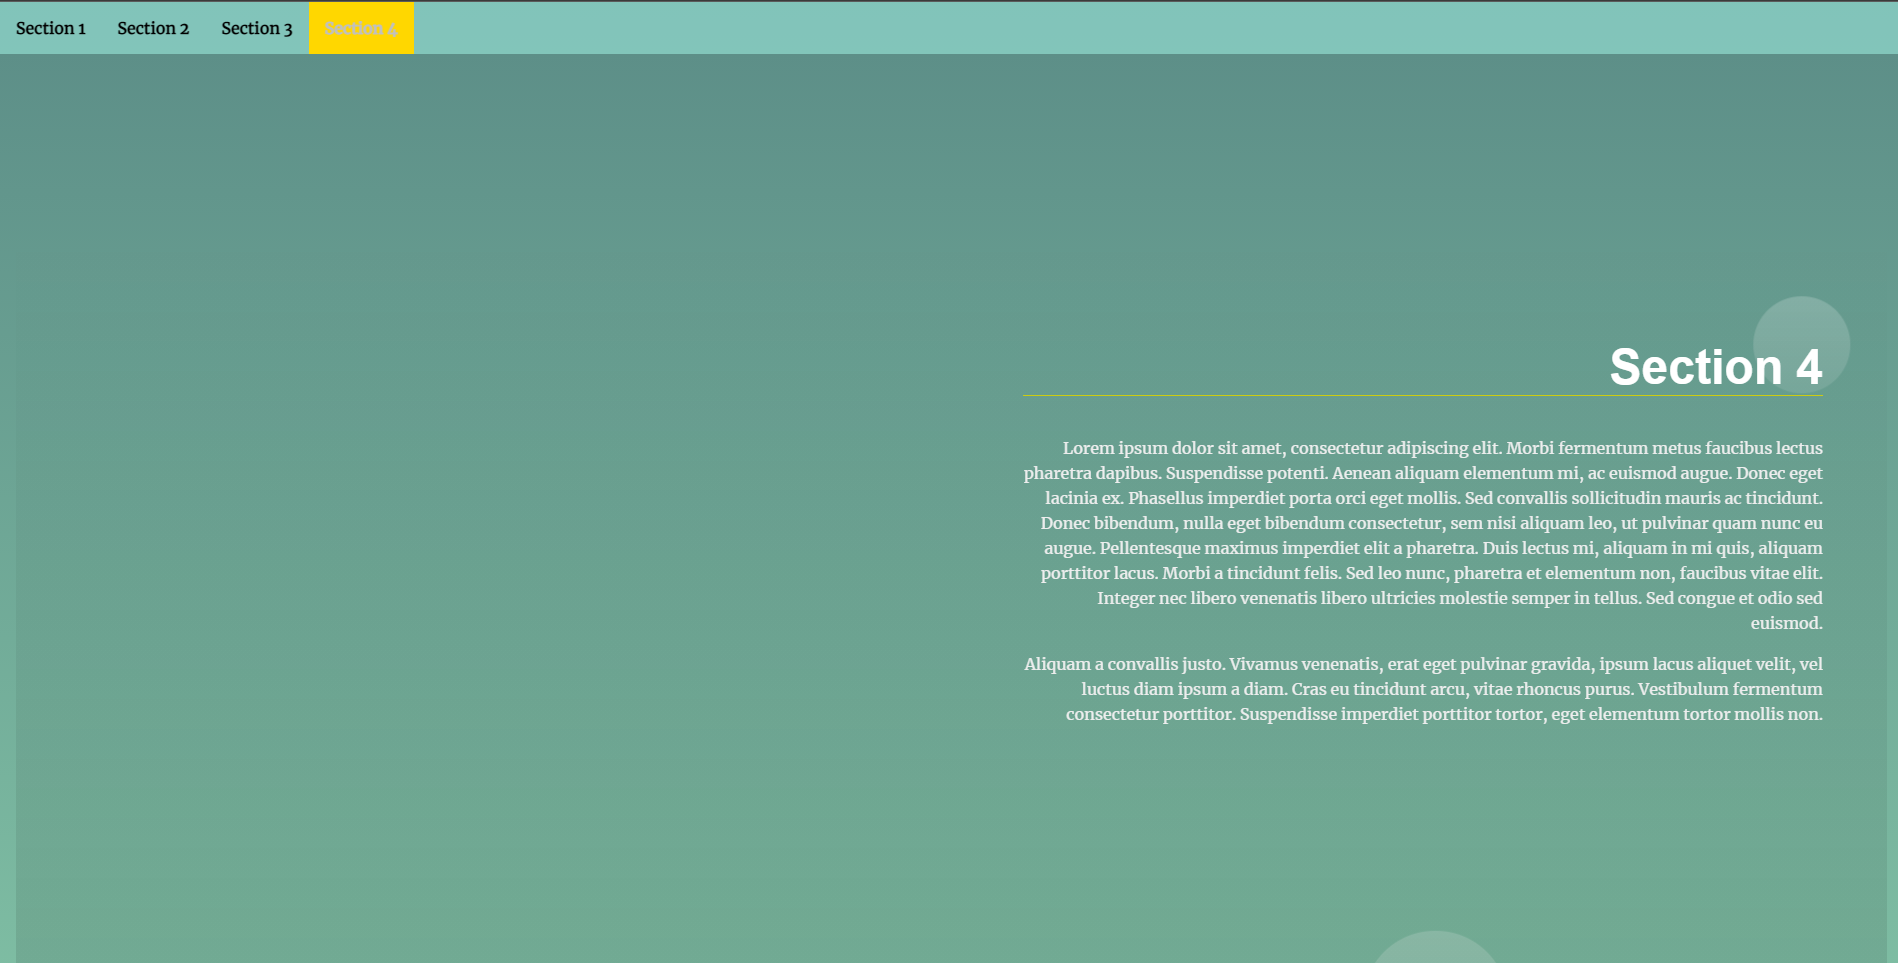 Section 1 Section 2 Section 3 Section 4
Section 4
Lorem ipsum dolor sit amet, consectetur adipiscing elit. Morbi fermentum metus faucibus lectus
pharetra dapibus. Suspendisse potenti. Aenean aliquam elementum mi, ac euismod augue. Donec eget
lacinia ex. Phasellus imperdiet porta orci eget mollis. Sed convallis sollicitudin mauris ac tincidunt.
Donec bibendum, nulla eget bibendum consectetur, sem nisi aliquam leo, ut pulvinar quam nunc eu
augue. Pellentesque maximus imperdiet elit a pharetra. Duis lectus mi, aliquam in mi quis, aliquam
porttitor lacus. Morbi a tincidunt felis. Sed leo nunc, pharetra et elementum non, faucibus vitae elit.
Integer nec libero venenatis libero ultricies molestie semper in tellus. Sed congue et odio sed
euismod.
Aliquam a convallis justo. Vivamus venenatis, erat eget pulvinar gravida, ipsum lacus aliquet velit, vel
luctus diam ipsum a diam. Cras eu tincidunt arcu, vitae rhoncus purus. Vestibulum fermentum
consectetur porttitor. Suspendisse imperdiet porttitor tortor, eget elementum tortor mollis non.